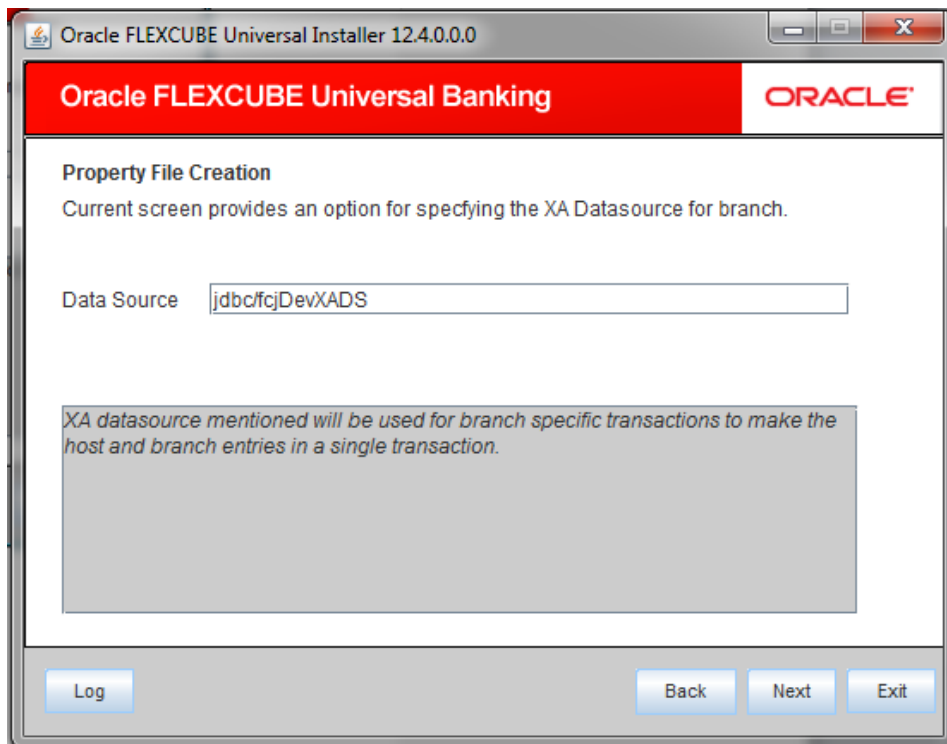 Oracle FLEXCUBE Universal Installer 12.4.0.0.0
Oracle FLEXCUBE Universal Banking
ORACLE
Property File Creation
Current screen provides an option for specfying the XA Datasource for branch.
Data Source jdbc/fcjDevXADS
XA datasource mentioned will be used for branch specific transactions to make the
host and branch entries in a single transaction.
Log Back Next Exit